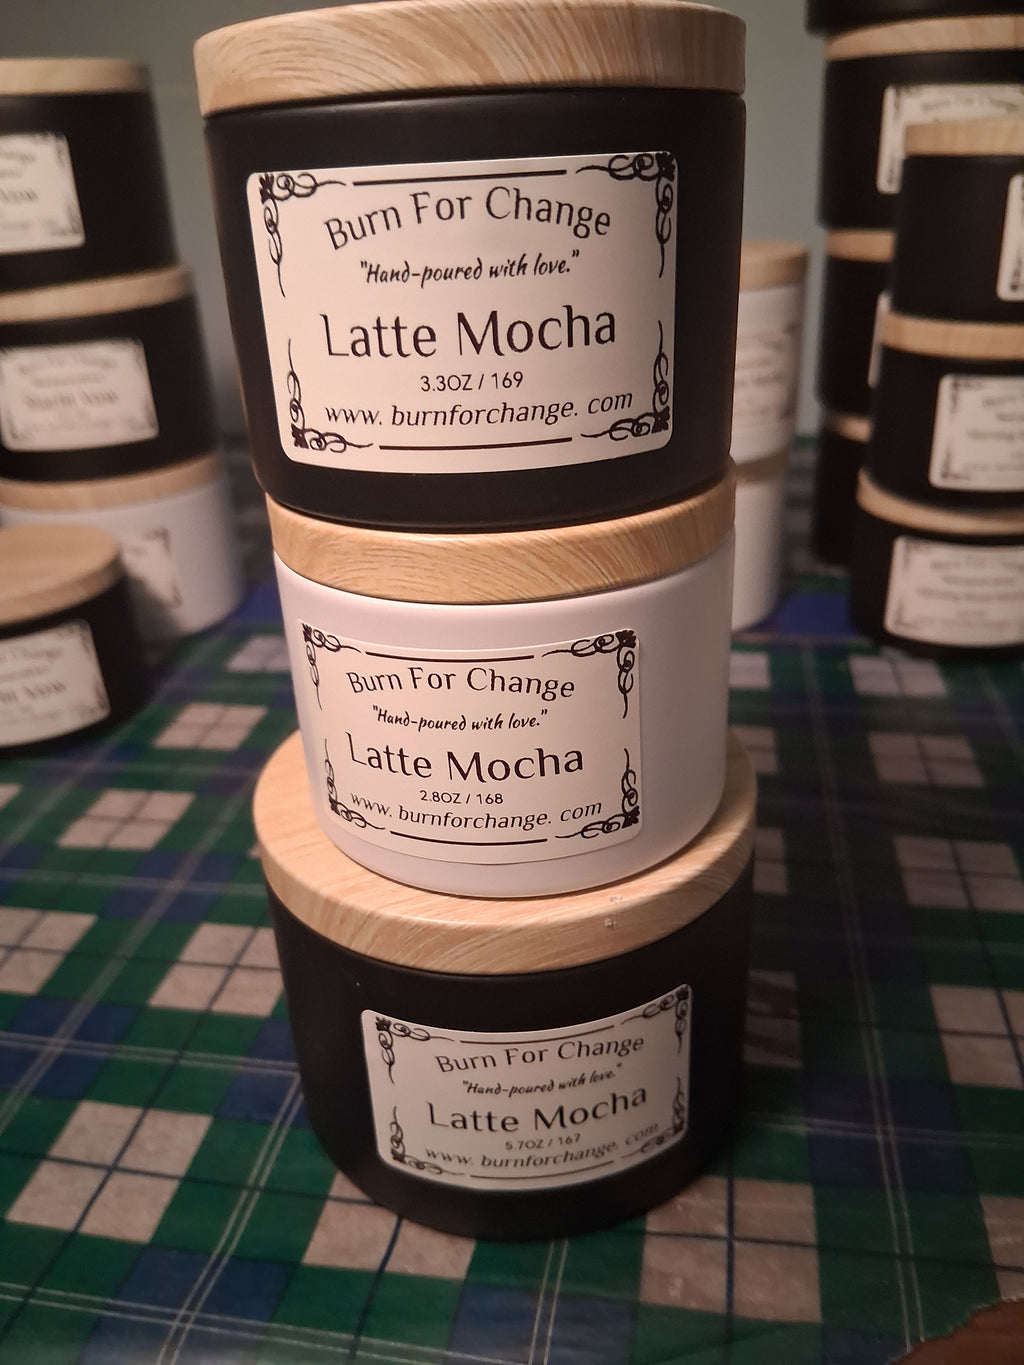 Burn For Change
"Hand-poured with love."
Latte Mocha
3.3OZ / 169
www. burnforchange. com
Burn For Change
"Hand-poured with love."
Latte Mocha
2.8OZ / 168
www. burnforchange. com
Burn For Change
"Hand-poured with love."
Latte Mocha
5.7OZ / 167
www. burnforchange. com